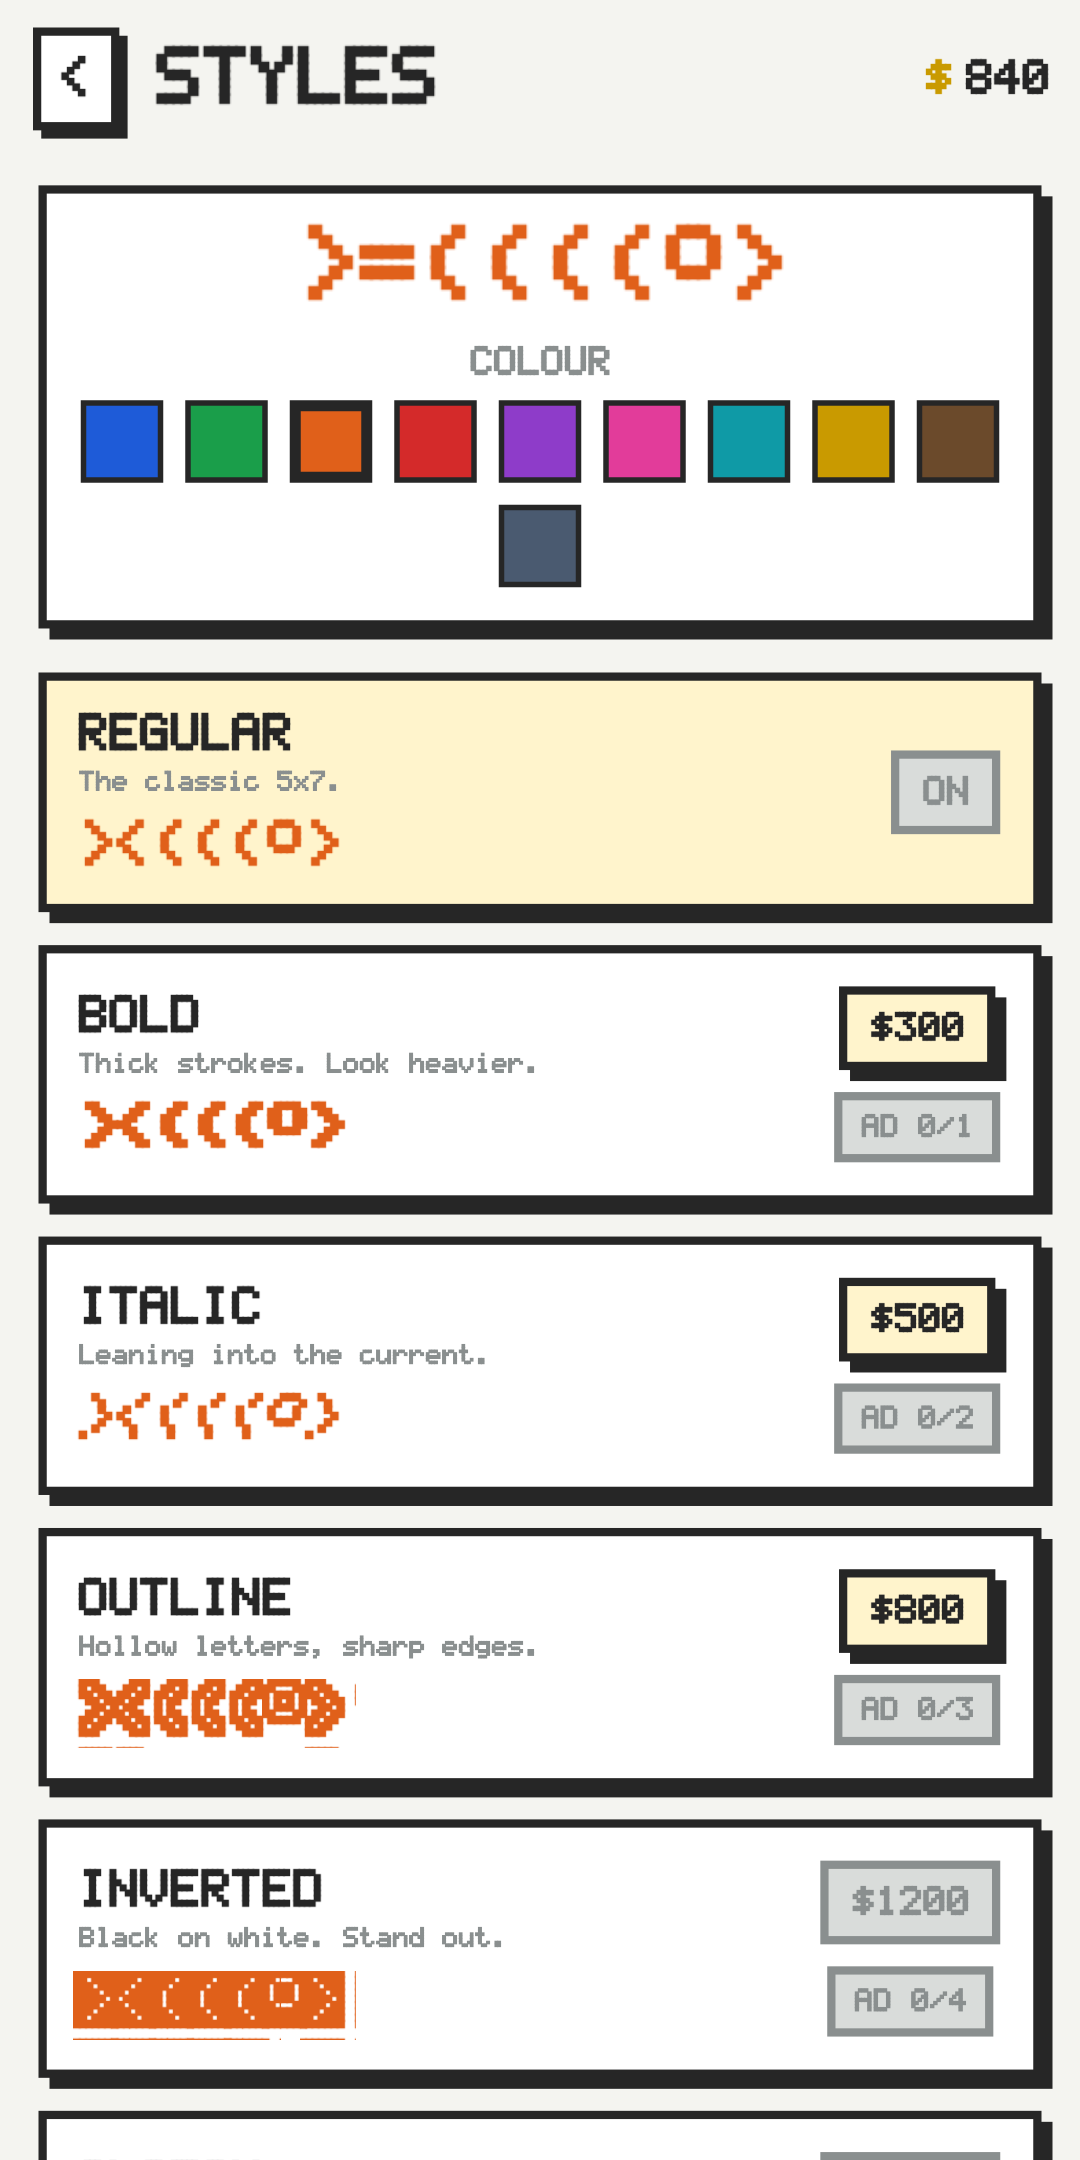 < STYLES $ 840
>=((((O>
COLOUR
REGULAR
The classic 5x7.
><(((O>
ON
BOLD
Thick strokes. Look heavier.
><(((O>
$300
AD 0/1
ITALIC
Leaning into the current.
><(((O>
$500
AD 0/2
OUTLINE
Hollow letters, sharp edges.
><(((O>
$800
AD 0/3
INVERTED
Black on white. Stand out.
><(((O>
$1200
AD 0/4